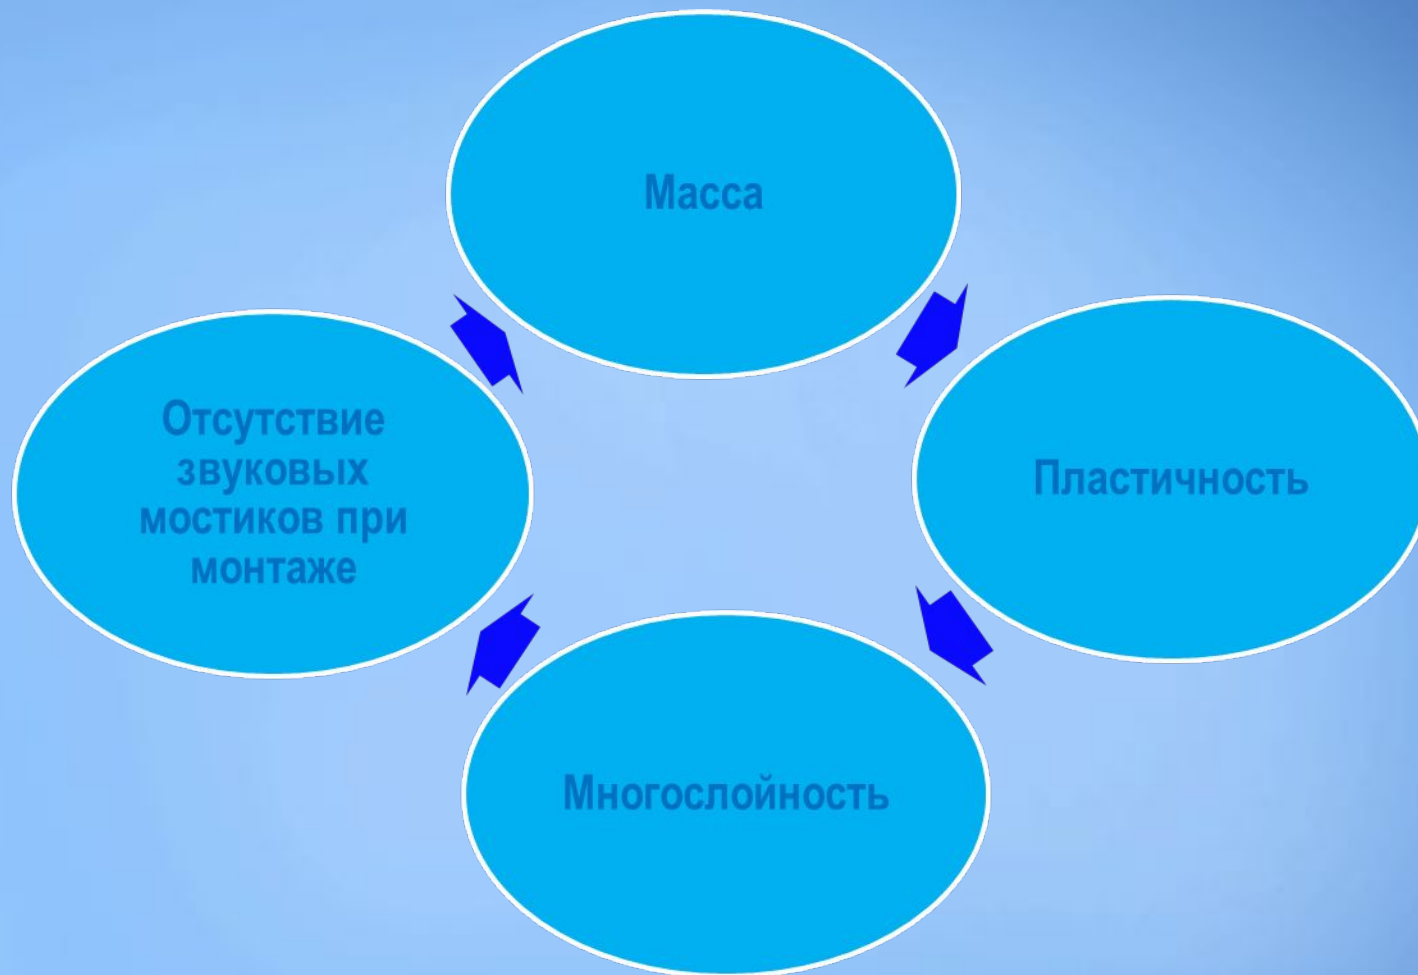 Масса
Отсутствие
звуковых
мостиков при
монтаже
Пластичность
Многослойность